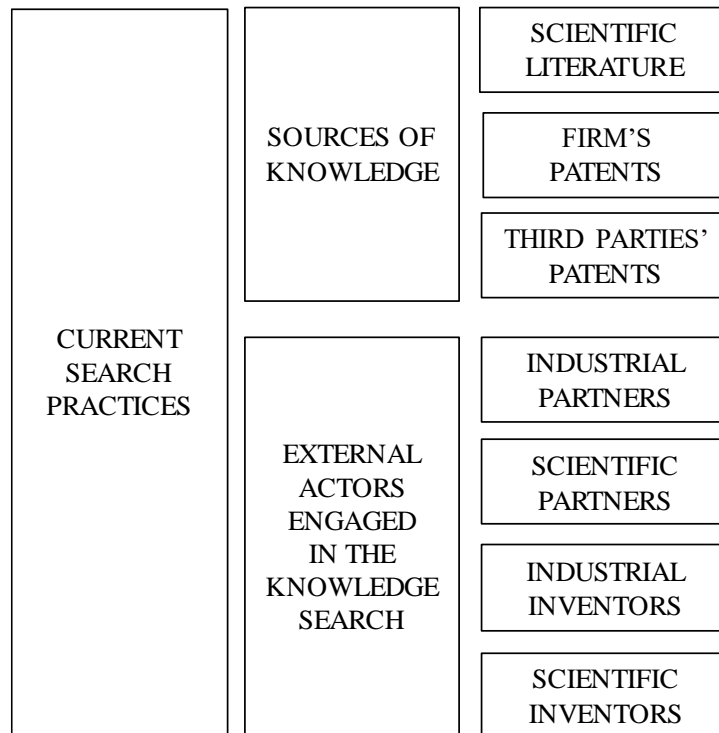 CURRENT
SEARCH
PRACTICES
SOURCES OF
KNOWLEDGE
SCIENTIFIC
LITERATURE
FIRM'S
PATENTS
THIRD PARTIES'
PATENTS
EXTERNAL
ACTORS
ENGAGED
IN THE
KNOWLEDGE
SEARCH
INDUSTRIAL
PARTNERS
SCIENTIFIC
PARTNERS
INDUSTRIAL
INVENTORS
SCIENTIFIC
INVENTORS